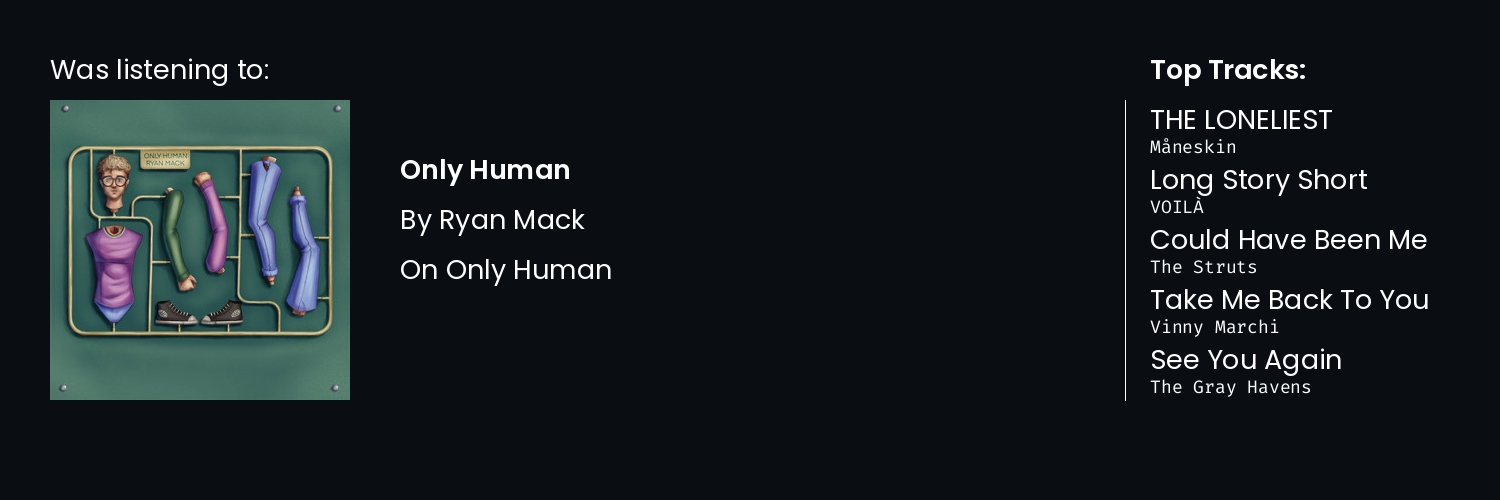 Was listening to:
ONLY HUMAN
RYAN MACK
Only Human
By Ryan Mack
On Only Human
Top Tracks:
THE LONELIEST
Måneskin
Long Story Short
VOILÀ
Could Have Been Me
The Struts
Take Me Back To You
Vinny Marchi
See You Again
The Gray Havens